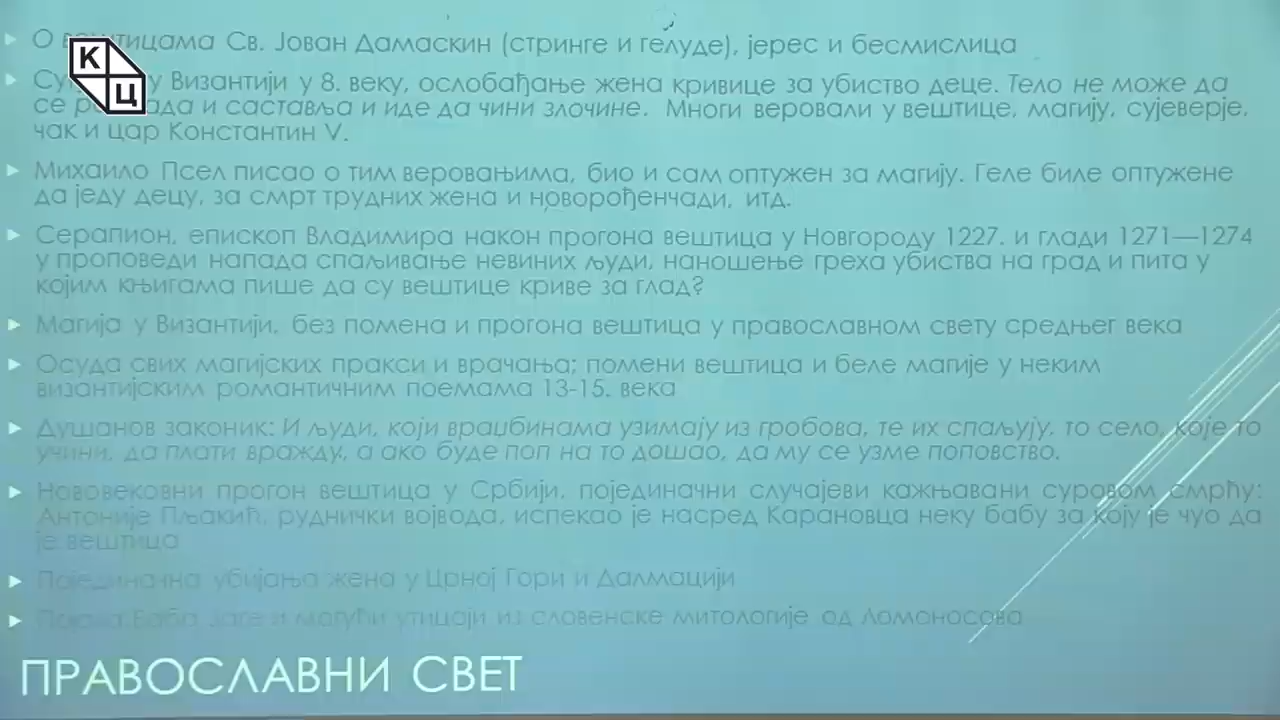 К
Ц
О вештицама Св. Јован Дамаскин (стринге и гелуде), јерес и бесмислица
у Византији у 8. веку, ослобађање жена кривице за убиство деце. Тело не може да
се и саставља и иде да чини злочине. Многи веровали у вештице, магију, сујеверје,
чак и цар Константин V.
Михаило Псел писао о тим веровањима, био и сам оптужен за магију. Геле биле оптужене
да једу децу, за смрт трудних жена и новорођенчади, итд.
Серапион, епископ Владимира након прогона вештица у Новгороду 1227. и глади 1271—1274
у проповеди напада спаљивање невиних људи, наношење греха убиства на град и пита у
којим књигама пише да су вештице криве за глад?
Магија у Византији, без помена и прогона вештица у православном свету средњег века
Осуда свих магијских пракси и врачања; помени вештица и беле магије у неким
византијским романтичним поемама 13-15. века
Душанов законик: И људи, који враџбинама узимају из гробова, те их спаљују, то село, које то
учини, да плати вражду, а ако буде поп на то дошао, да му се узме поповство.
Нововековни прогон вештица у Србији, појединачни случајеви кажњавани суровом смрћу:
Антоније Пљакић, руднички војвода, испекао је насред Карановца неку бабу за коју је чуо да
је вештица
Појединачна убијања жена у Црној Гори и Далмацији
Појава Баба Јаге и могући утицаји из словенске митологије од Ломоносова
ПРАВОСЛАВНИ СВЕТ